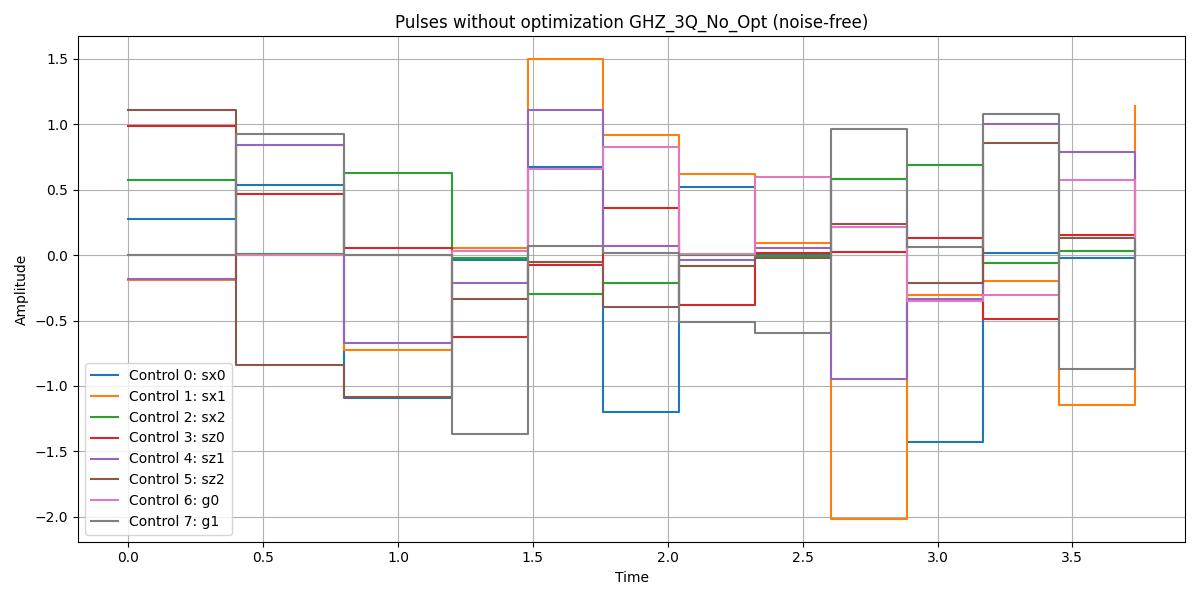 Pulses without optimization GHZ_3Q_No_Opt (noise-free)
1.5
1.0
0.5
0.0
−0.5
−1.0
−1.5
−2.0
Amplitude
Control 0: sx0
Control 1: sx1
Control 2: sx2
Control 3: sz0
Control 4: sz1
Control 5: sz2
Control 6: g0
Control 7: g1
0.0 0.5 1.0 1.5 2.0 2.5 3.0 3.5
Time